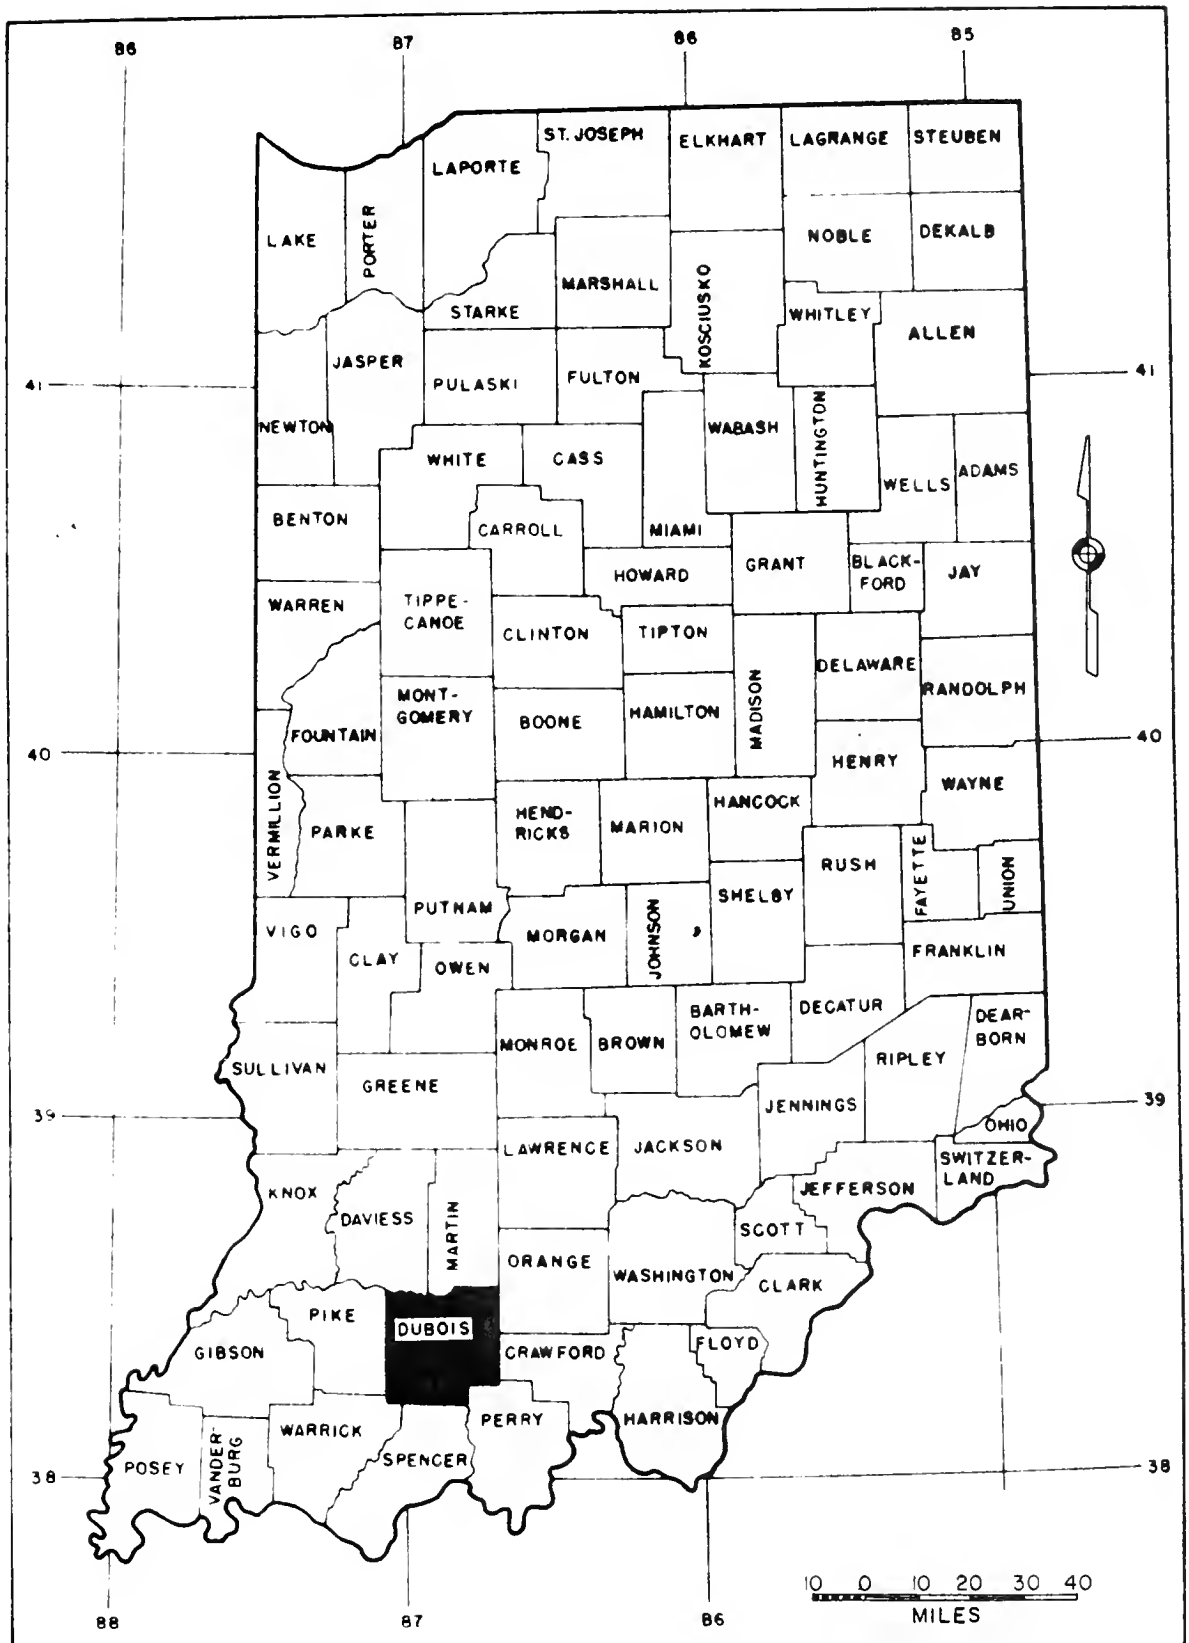 86 87 86 85
ST. JOSEPH ELKHART LAGRANGE STEUBEN
LAPORTE
LAKE PORTER NOBLE DEKALB
MARSHALL KOSCIUSKO
STARKE WHITLEY ALLEN
JASPER
41 PULASKI FULTON 41
NEWTON WABASH HUNTINGTON
WHITE CASS WELLS ADAMS
BENTON CARROLL MIAMI
HOWARD GRANT BLACK-
FORD JAY
WARREN TIPPE-
CANOE CLINTON TIPTON
DELAWARE
MONT-
GOMERY BOONE HAMILTON MADISON RANDOLPH
FOUNTAIN
40 HENRY 40
VERMILLION PARKE HEND-
RICKS MARION HANCOCK WAYNE
RUSH FAYETTE UNION
PUTNAM SHELBY
VIGO CLAY OWEN MORGAN JOHNSON FRANKLIN
MONROE BROWN BARTH-
OLOMEW DECATUR DEAR-
BORN
SULLIVAN GREENE RIPLEY
39 JENNINGS OHIO 39
LAWRENCE JACKSON SWITZER-
LAND
KNOX DAVIESS MARTIN JEFFERSON
SCOTT
ORANGE WASHINGTON CLARK
PIKE DUBOIS
GIBSON CRAWFORD FLOYD
WARRICK PERRY HARRISON
38 POSEY VANDER-
BURG SPENCER 38
10 0 10 20 30 40
MILES
88 87 86